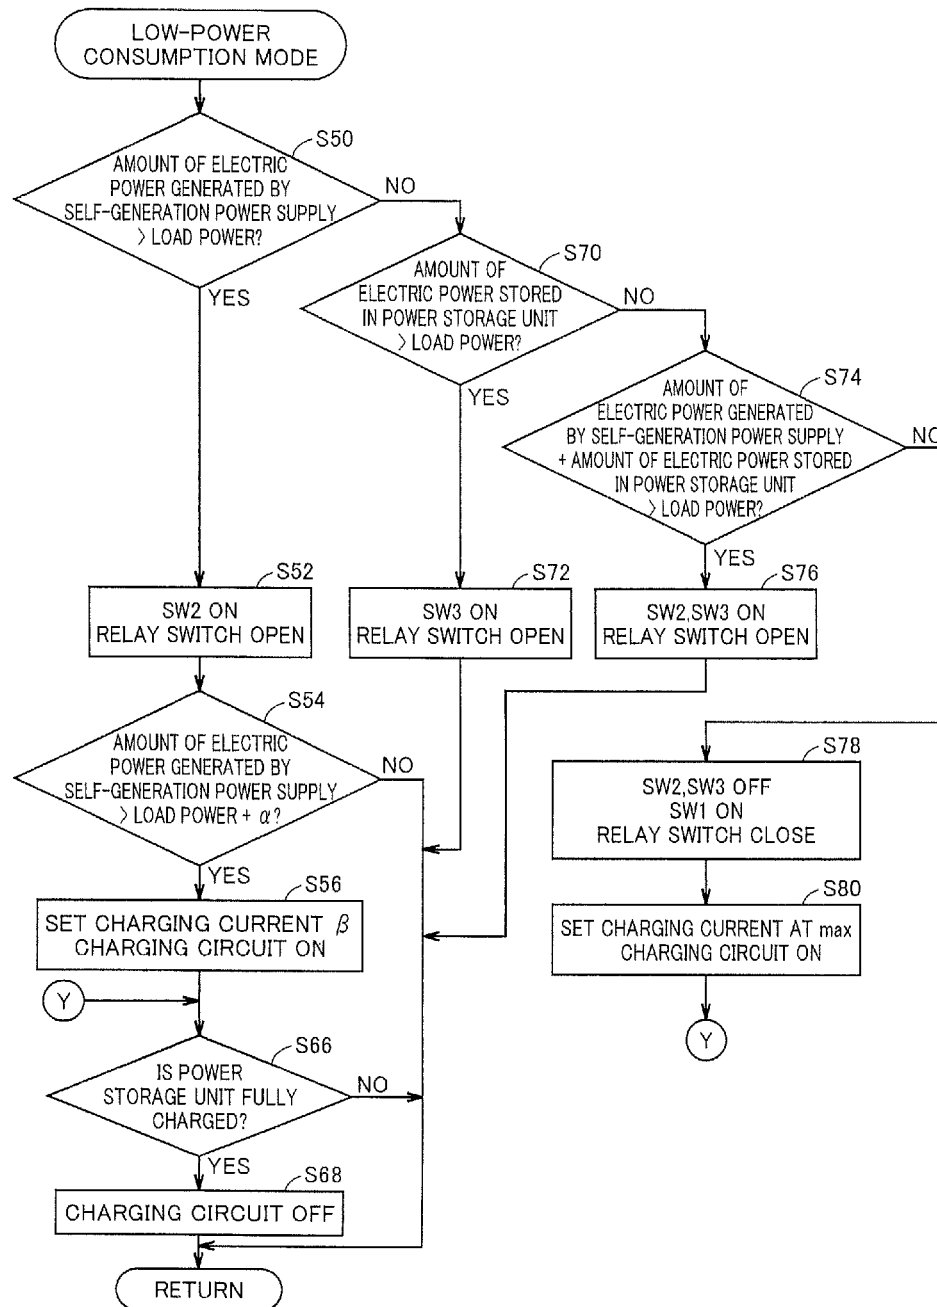 LOW-POWER
CONSUMPTION MODE
S50
AMOUNT OF ELECTRIC
POWER GENERATED BY
SELF-GENERATION POWER SUPPLY
> LOAD POWER?
NO
YES
S70
AMOUNT OF
ELECTRIC POWER STORED
IN POWER STORAGE UNIT
> LOAD POWER?
NO
YES
S74
AMOUNT OF
ELECTRIC POWER GENERATED
BY SELF-GENERATION POWER SUPPLY
+ AMOUNT OF ELECTRIC POWER STORED
IN POWER STORAGE UNIT
> LOAD POWER?
NO
YES
S52
SW2 ON
RELAY SWITCH OPEN
S72
SW3 ON
RELAY SWITCH OPEN
S76
SW2,SW3 ON
RELAY SWITCH OPEN
S54
AMOUNT OF ELECTRIC
POWER GENERATED BY
SELF-GENERATION POWER SUPPLY
> LOAD POWER + α?
NO
YES
S78
SW2,SW3 OFF
SW1 ON
RELAY SWITCH CLOSE
S56
SET CHARGING CURRENT β
CHARGING CIRCUIT ON
S80
SET CHARGING CURRENT AT max
CHARGING CIRCUIT ON
Y
Y
S66
IS POWER
STORAGE UNIT FULLY
CHARGED?
NO
YES
S68
CHARGING CIRCUIT OFF
RETURN